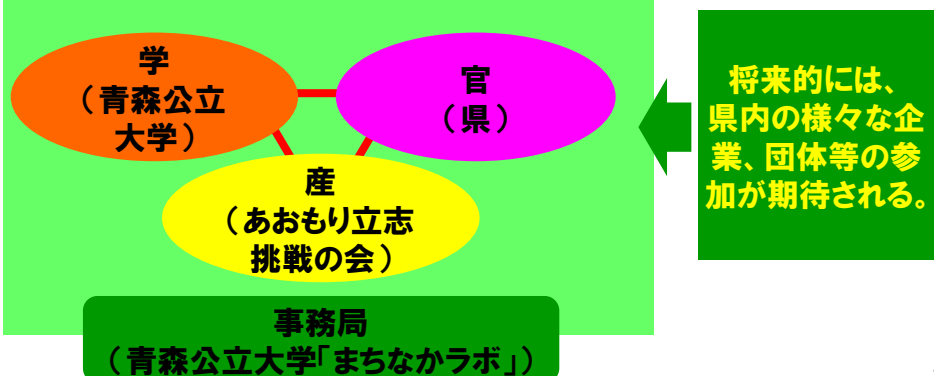 学
（青森公立
大学）
官
（県）
産
（あおもり立志
挑戦の会）
事務局
（青森公立大学「まちなかラボ」）
将来的には、
県内の様々な企
業、団体等の参
加が期待される。